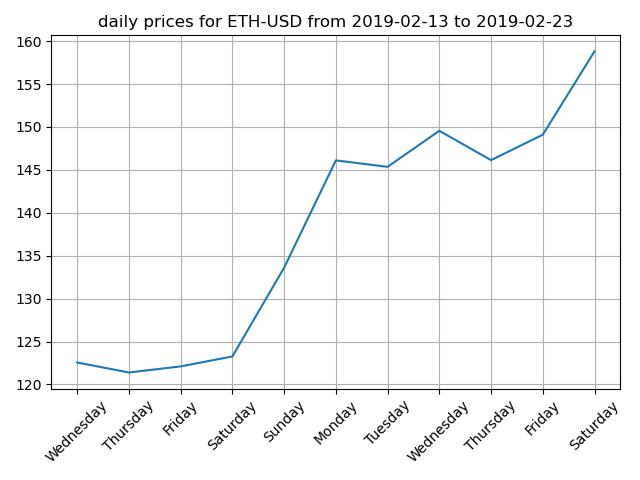 daily prices for ETH-USD from 2019-02-13 to 2019-02-23
160
155
150
145
140
135
130
125
120
Wednesday
Thursday
Friday
Saturday
Sunday
Monday
Tuesday
Wednesday
Thursday
Friday
Saturday